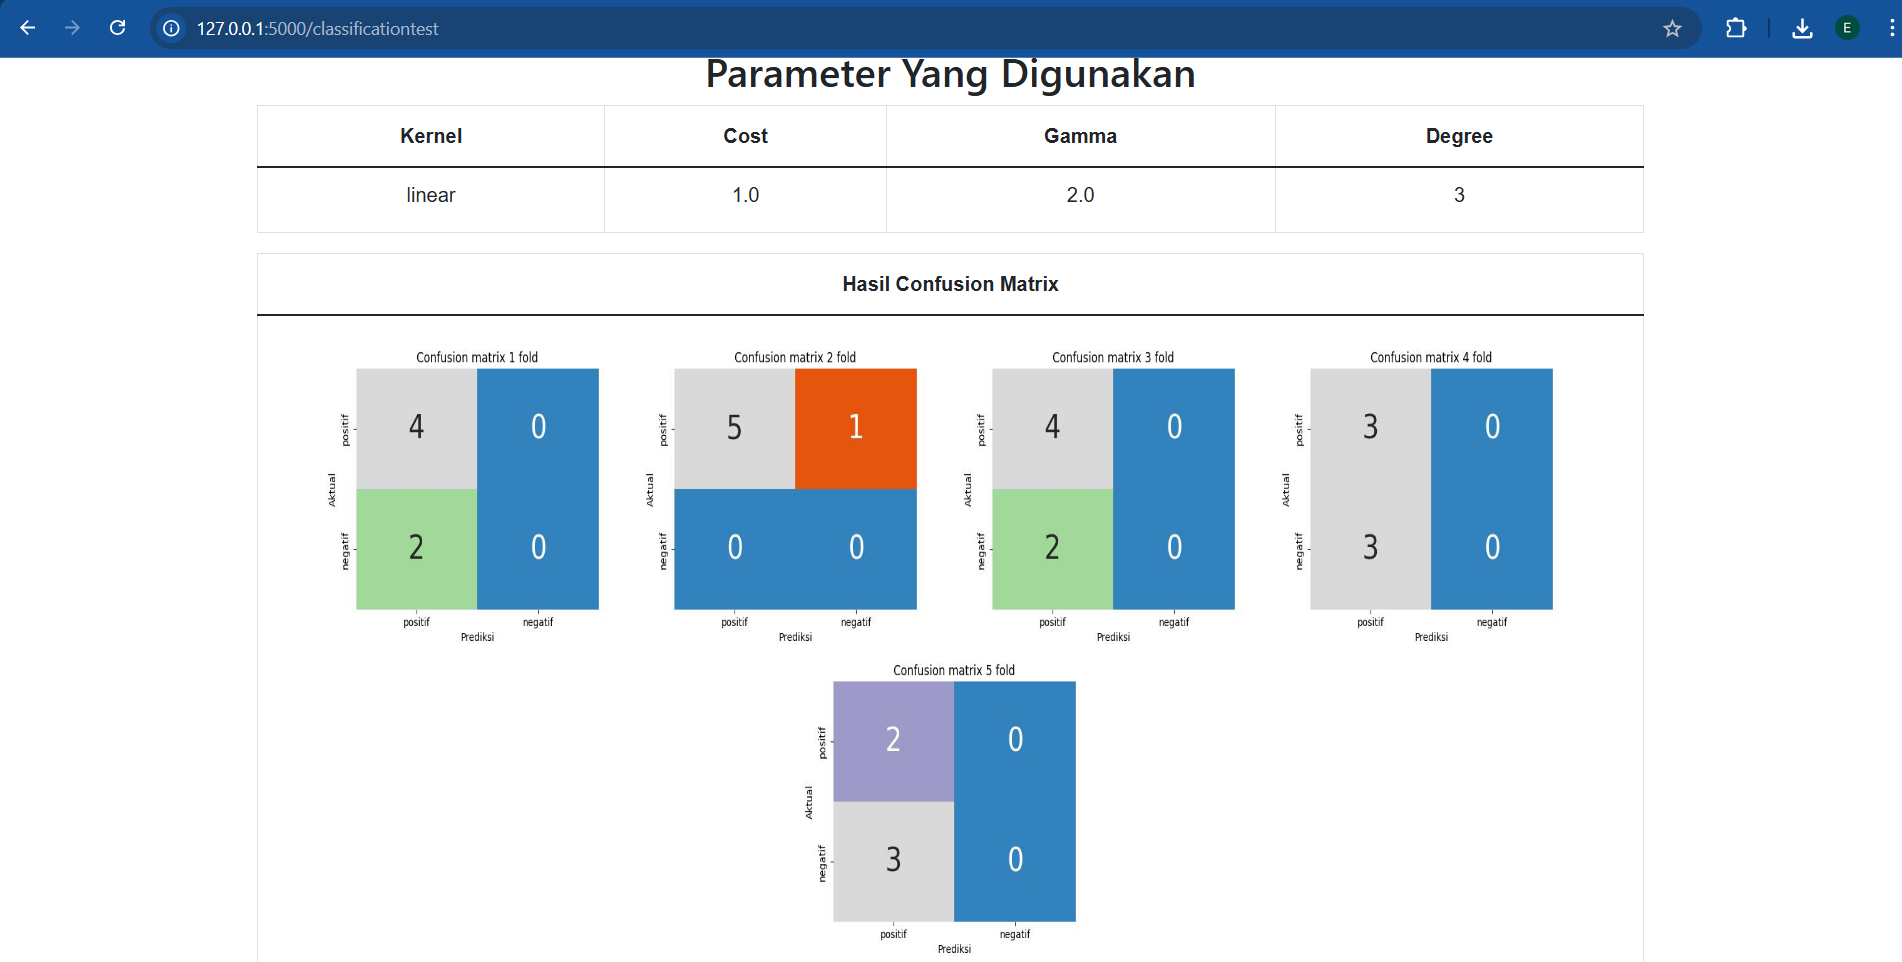 127.0.0.1:5000/classificationtest
E
Parameter Yang Digunakan
Kernel Cost Gamma Degree
linear 1.0 2.0 3
Hasil Confusion Matrix
Confusion matrix 1 fold
positif 4 0
Aktual
negatif 2 0
positif negatif
Prediksi
Confusion matrix 2 fold
positif 5 1
Aktual
negatif 0 0
positif negatif
Prediksi
Confusion matrix 3 fold
positif 4 0
Aktual
negatif 2 0
positif negatif
Prediksi
Confusion matrix 4 fold
positif 3 0
Aktual
negatif 3 0
positif negatif
Prediksi
Confusion matrix 5 fold
positif 2 0
Aktual
negatif 3 0
positif negatif
Prediksi